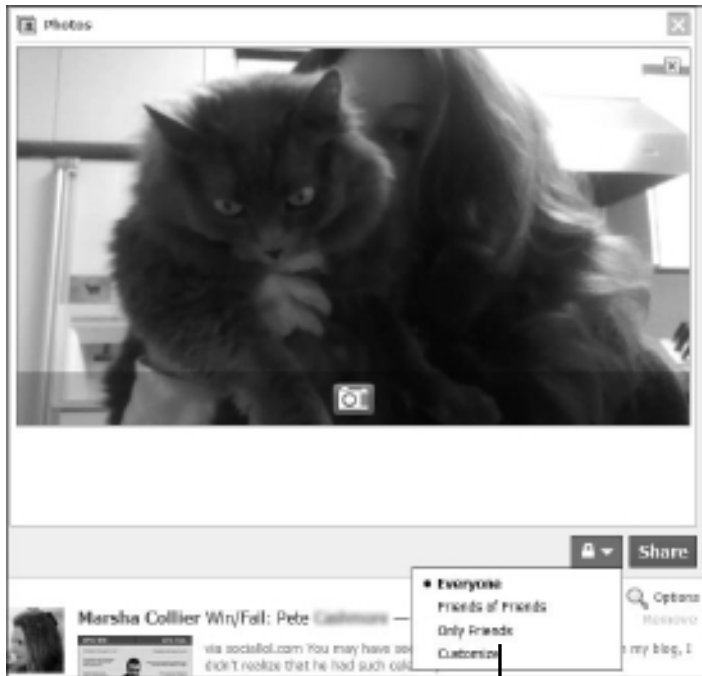 Photos
Share
Everyone
Friends of Friends
Only Friends
Customize
Options
Remove
Marsha Collier Win/Fail: Pete —
via sociallol.com You may have
n my blog, I
didn't realize that he had such